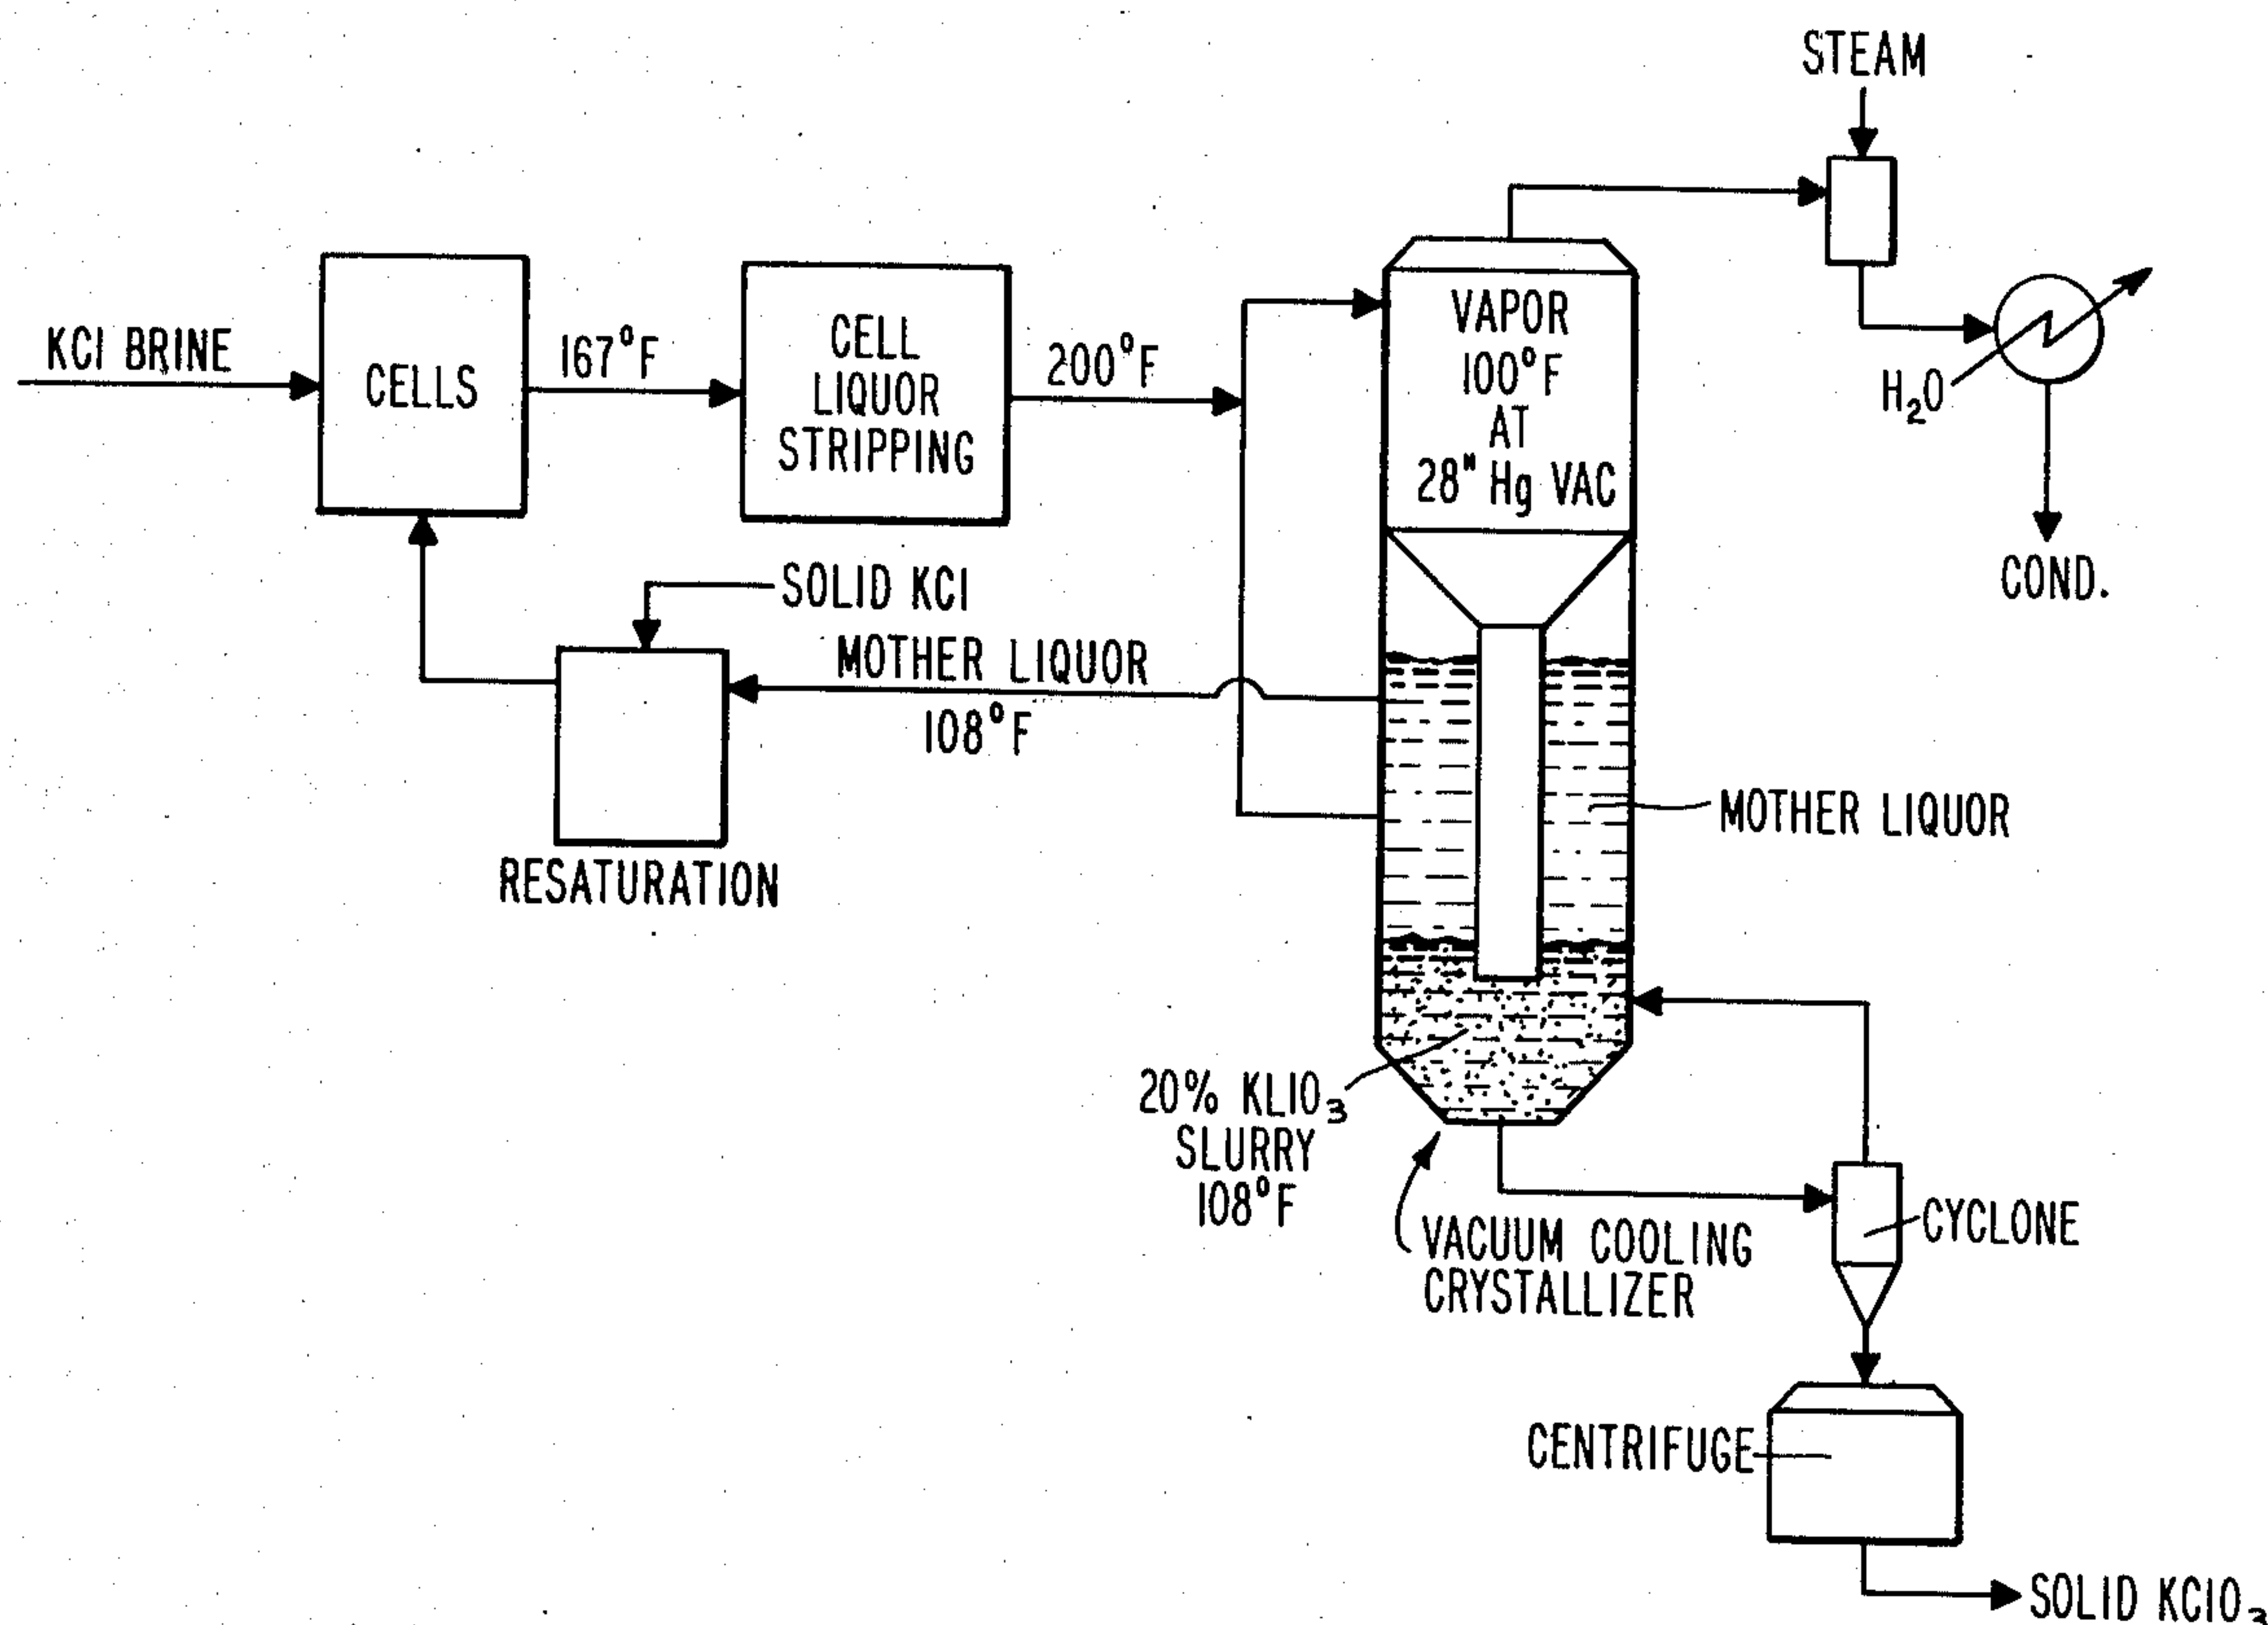 STEAM
KCl BRINE
CELLS
167°F
CELL
LIQUOR
STRIPPING
200°F
VAPOR
100°F
AT
28" Hg VAC
H₂O
COND.
SOLID KCl
MOTHER LIQUOR
108°F
RESATURATION
MOTHER LIQUOR
20% KLIO₃
SLURRY
108°F
VACUUM COOLING
CRYSTALLIZER
CYCLONE
CENTRIFUGE
SOLID KClO₃